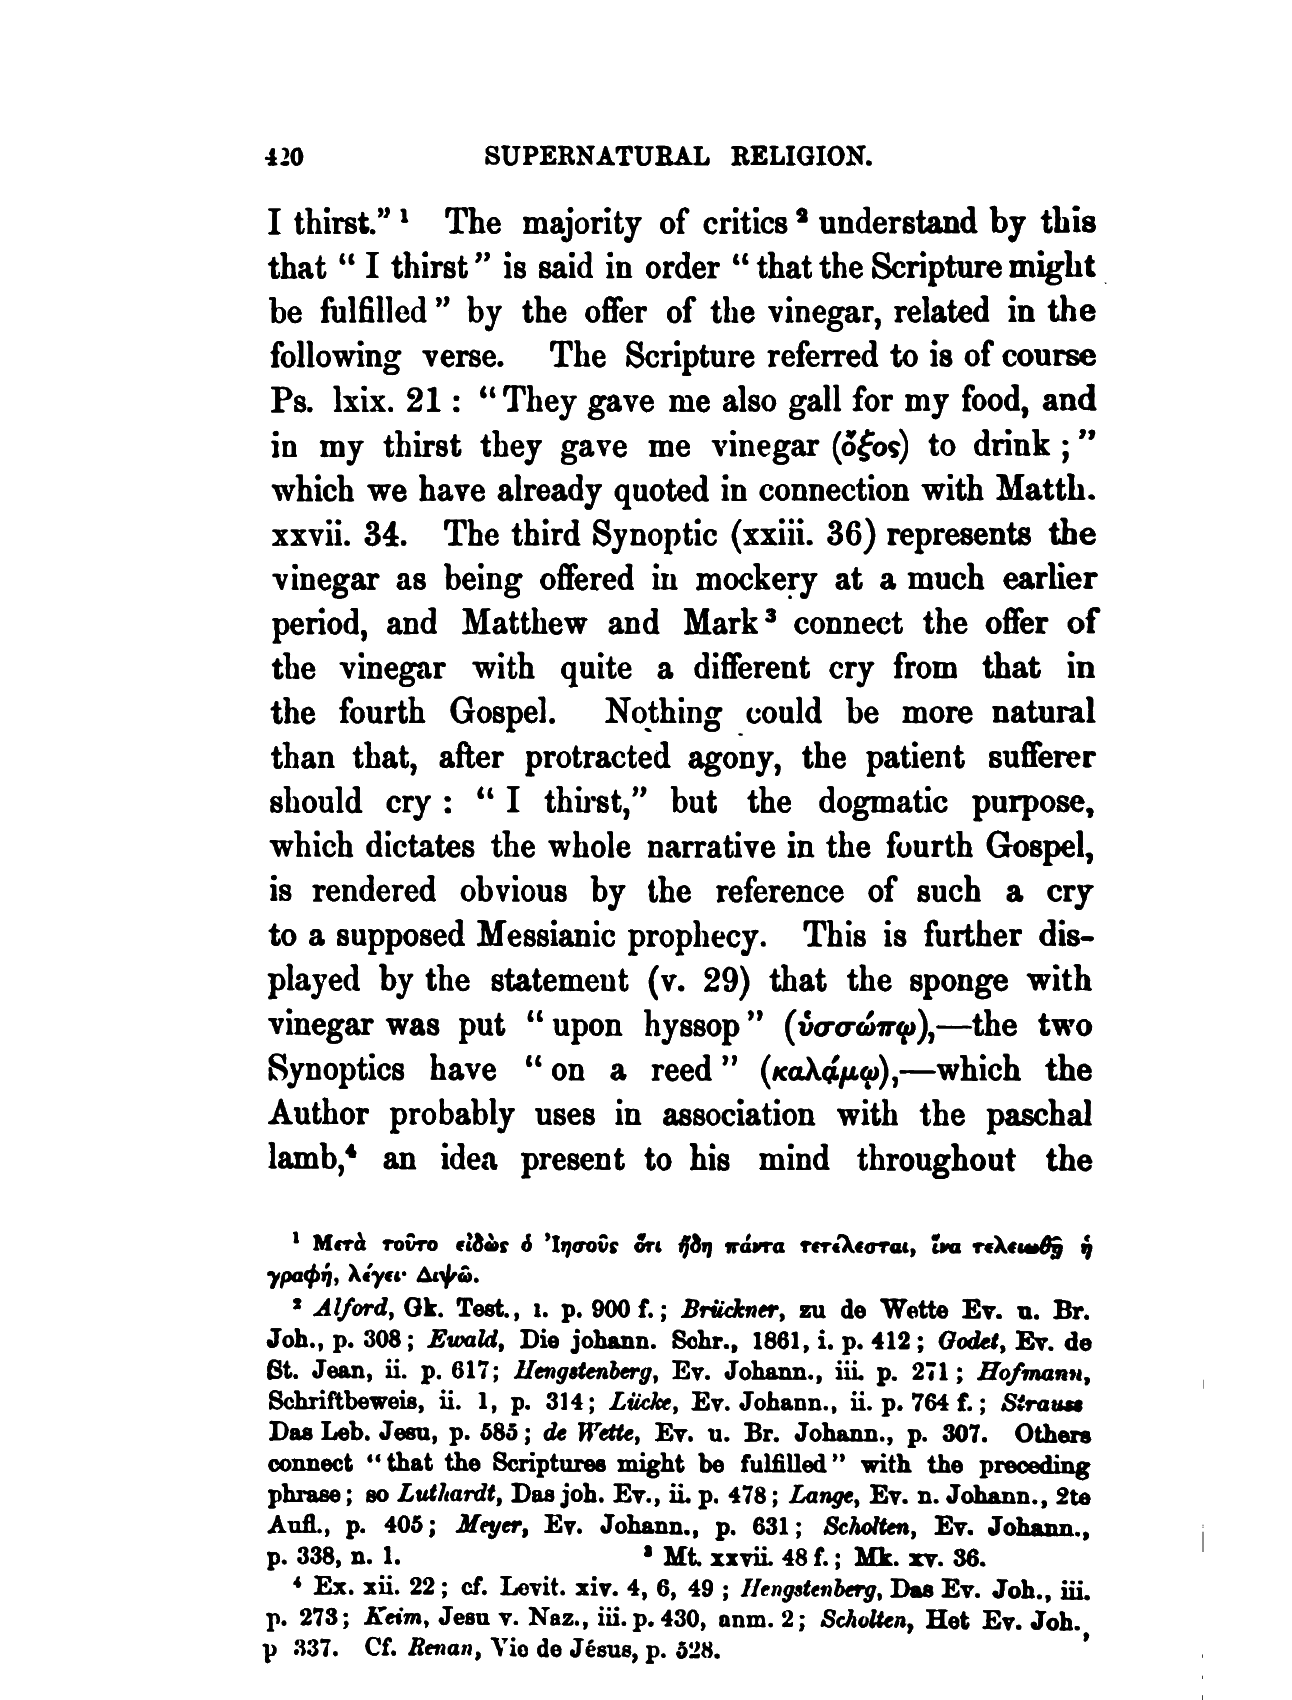 420 SUPERNATURAL RELIGION.
I thirst.” ¹ The majority of critics ² understand by this
that “ I thirst ” is said in order “ that the Scripture might
be fulfilled ” by the offer of the vinegar, related in the
following verse. The Scripture referred to is of course
Ps. lxix. 21 : “ They gave me also gall for my food, and
in my thirst they gave me vinegar (ὄξος) to drink ; ”
which we have already quoted in connection with Matth.
xxvii. 34. The third Synoptic (xxiii. 36) represents the
vinegar as being offered in mockery at a much earlier
period, and Matthew and Mark ³ connect the offer of
the vinegar with quite a different cry from that in
the fourth Gospel. Nothing could be more natural
than that, after protracted agony, the patient sufferer
should cry : “ I thirst,” but the dogmatic purpose,
which dictates the whole narrative in the fourth Gospel,
is rendered obvious by the reference of such a cry
to a supposed Messianic prophecy. This is further dis-
played by the statement (v. 29) that the sponge with
vinegar was put “ upon hyssop ” (ὑσσώπῳ),—the two
Synoptics have “ on a reed ” (καλάμῳ),—which the
Author probably uses in association with the paschal
lamb,⁴ an idea present to his mind throughout the
¹ Μετὰ τοῦτο εἰδὼς ὁ Ἰησοῦς ὅτι ἤδη πάντα τετέλεσται, ἵνα τελειωθῇ ἡ
γραφή, λέγει· Διψῶ.
² Alford, Gk. Test., 1. p. 900 f. ; Brückner, zu de Wette Ev. u. Br.
Joh., p. 308 ; Ewald, Die johann. Schr., 1861, i. p. 412 ; Godet, Ev. de
St. Jean, ii. p. 617; Hengstenberg, Ev. Johann., iii. p. 271 ; Hofmann,
Schriftbeweis, ii. 1, p. 314 ; Lücke, Ev. Johann., ii. p. 764 f. ; Strauss
Das Leb. Jesu, p. 585 ; de Wette, Ev. u. Br. Johann., p. 307. Others
connect “ that the Scriptures might be fulfilled ” with the preceding
phrase ; so Luthardt, Das joh. Ev., ii. p. 478 ; Lange, Ev. n. Johann., 2te
Aufl., p. 405 ; Meyer, Ev. Johann., p. 631 ; Scholten, Ev. Johann.,
p. 338, n. 1. ³ Mt. xxvii. 48 f. ; Mk. xv. 36.
⁴ Ex. xii. 22 ; cf. Levit. xiv. 4, 6, 49 ; Hengstenberg, Das Ev. Joh., iii.
p. 273 ; Keim, Jesu v. Naz., iii. p. 430, anm. 2 ; Scholten, Het Ev. Joh.,
p 337. Cf. Renan, Vie de Jésus, p. 528.